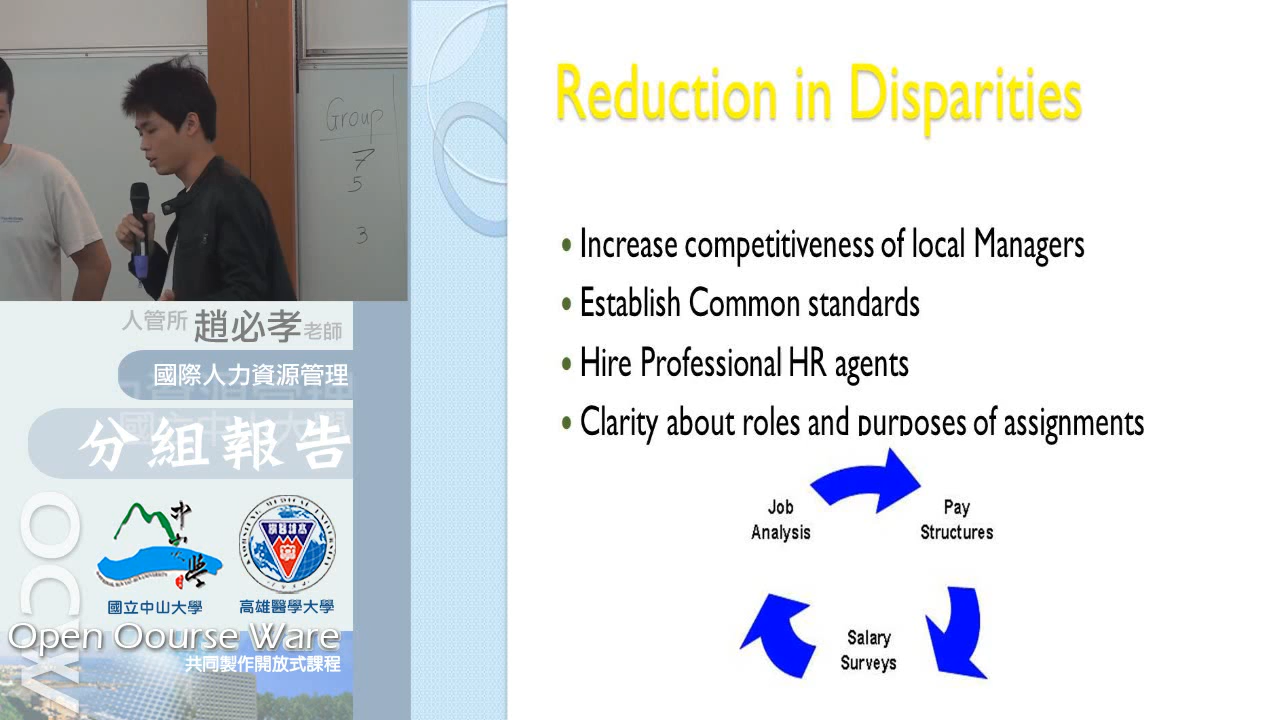 Group
7
5
3
人管所 趙必孝 老師
國際人力資源管理
分組報告
國立中山大學
高雄醫學大學
Open Oourse Ware
共同製作開放式課程
OCW
Reduction in Disparities
• Increase competitiveness of local Managers
• Establish Common standards
• Hire Professional HR agents
• Clarity about roles and purposes of assignments
Job
Analysis
Pay
Structures
Salary
Surveys